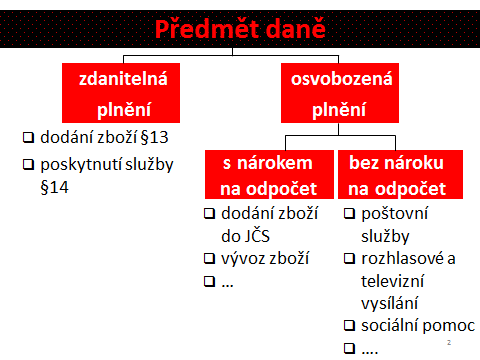 Předmět daně
zdanitelná
plnění
❑ dodání zboží §13
❑ poskytnutí služby
§14
osvobozená
plnění
s nárokem
na odpočet
❑ dodání zboží
do JČS
❑ vývoz zboží
❑ …
bez nároku
na odpočet
❑ poštovní
služby
❑ rozhlasové a
televizní
vysílání
❑ sociální pomoc
❑ ….
2